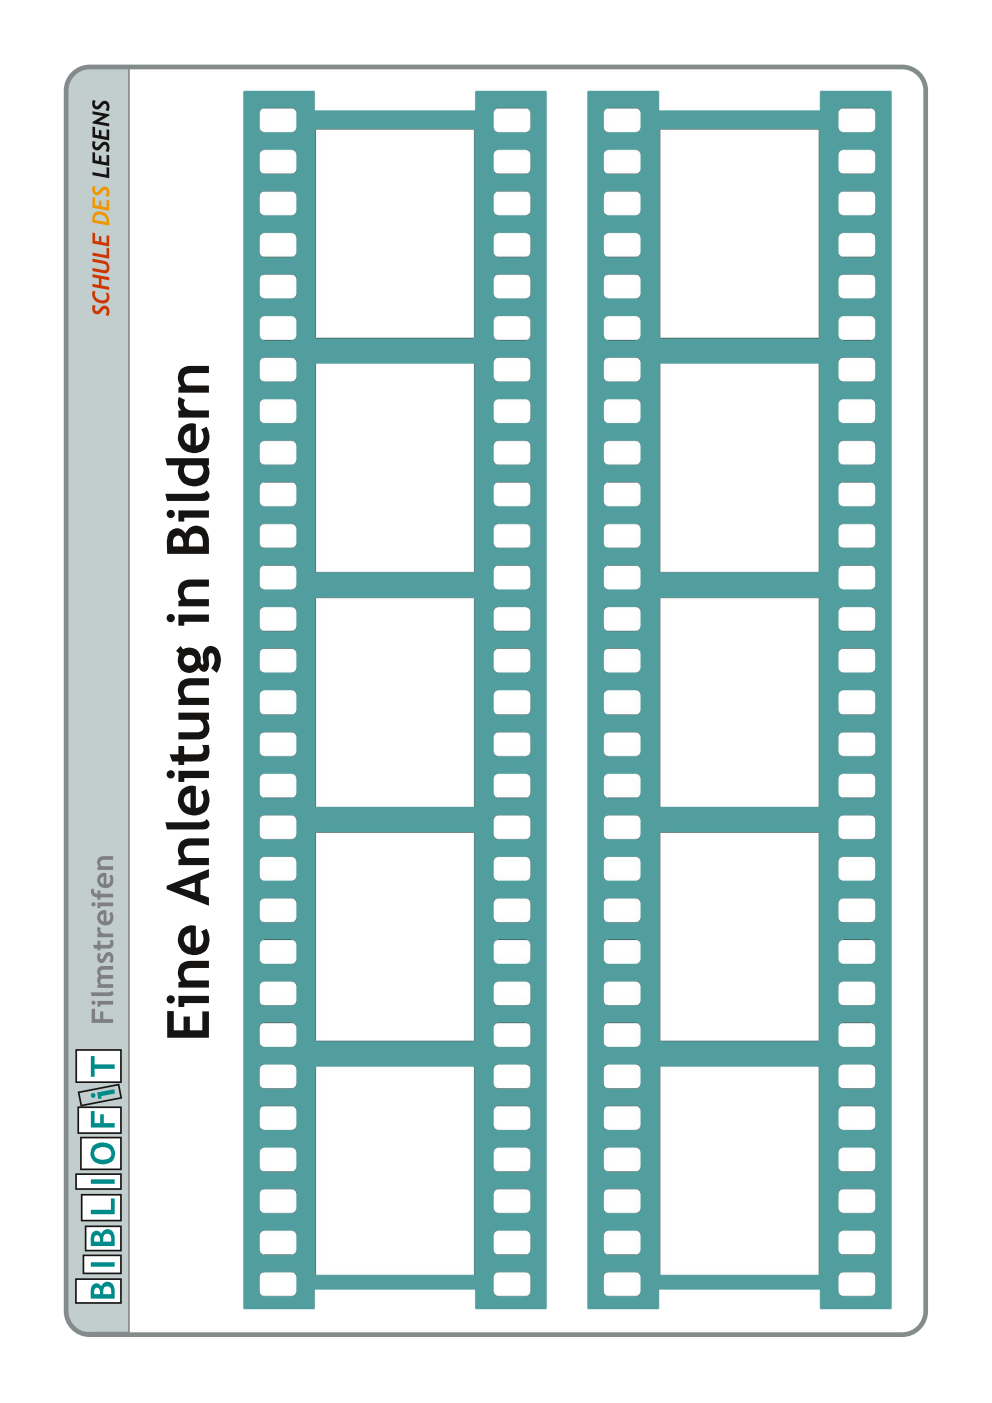 BIBLIOFiT Filmstreifen SCHULE DES LESENS
Eine Anleitung in Bildern